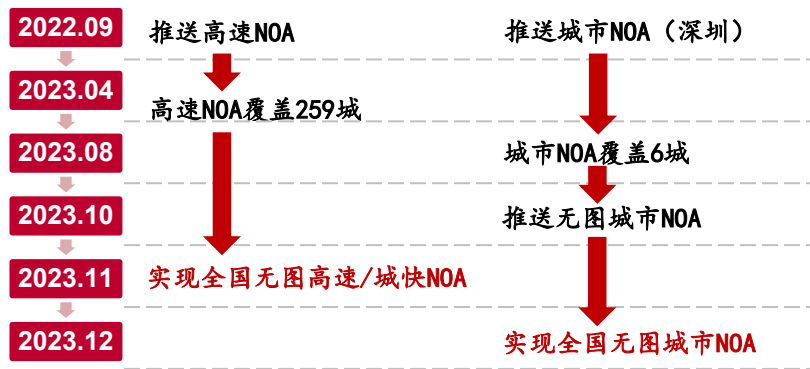 2022.09 推送高速NOA 推送城市NOA（深圳）
2023.04 高速NOA覆盖259城
2023.08 城市NOA覆盖6城
2023.10 推送无图城市NOA
2023.11 实现全国无图高速/城快NOA
2023.12 实现全国无图城市NOA